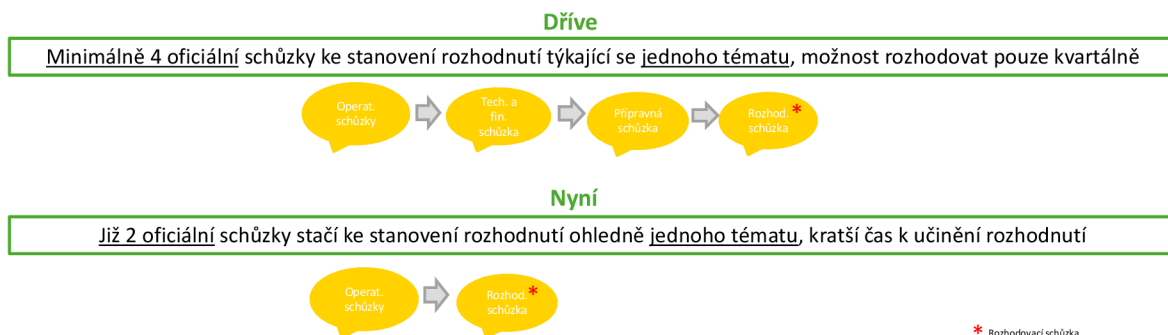 Dříve
Minimálně 4 oficiální schůzky ke stanovení rozhodnutí týkající se jednoho tématu, možnost rozhodovat pouze kvartálně
Operat.
schůzky
Tech. a
fin.
schůzka
Přípravná
schůzka
Rozhod. *
schůzka
Nyní
Již 2 oficiální schůzky stačí ke stanovení rozhodnutí ohledně jednoho tématu, kratší čas k učinění rozhodnutí
Operat.
schůzky
Rozhod. *
schůzka
* Rozhodovací schůzka